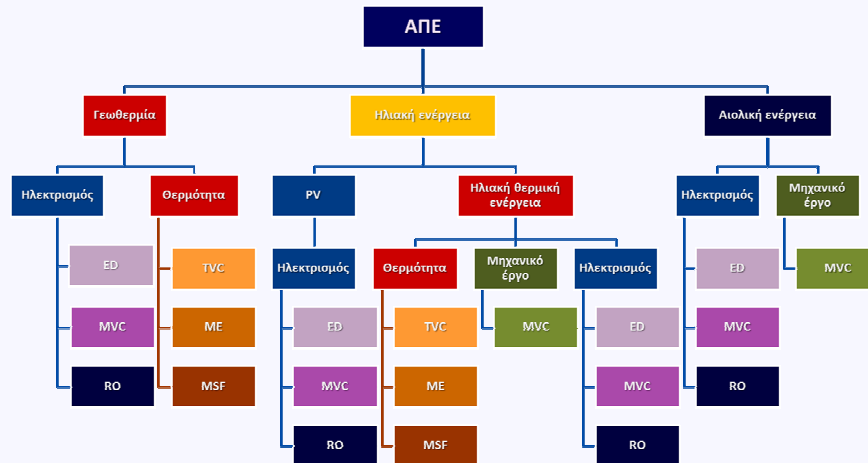 ΑΠΕ
Γεωθερμία
Ηλιακή ενέργεια
Αιολική ενέργεια
Ηλεκτρισμός
Θερμότητα
PV
Ηλιακή θερμική
ενέργεια
Ηλεκτρισμός
Μηχανικό
έργο
ED
TVC
Ηλεκτρισμός
Θερμότητα
Μηχανικό
έργο
Ηλεκτρισμός
ED
MVC
MVC
ME
ED
TVC
MVC
ED
MVC
RO
MSF
MVC
ME
MVC
RO
RO
MSF
RO